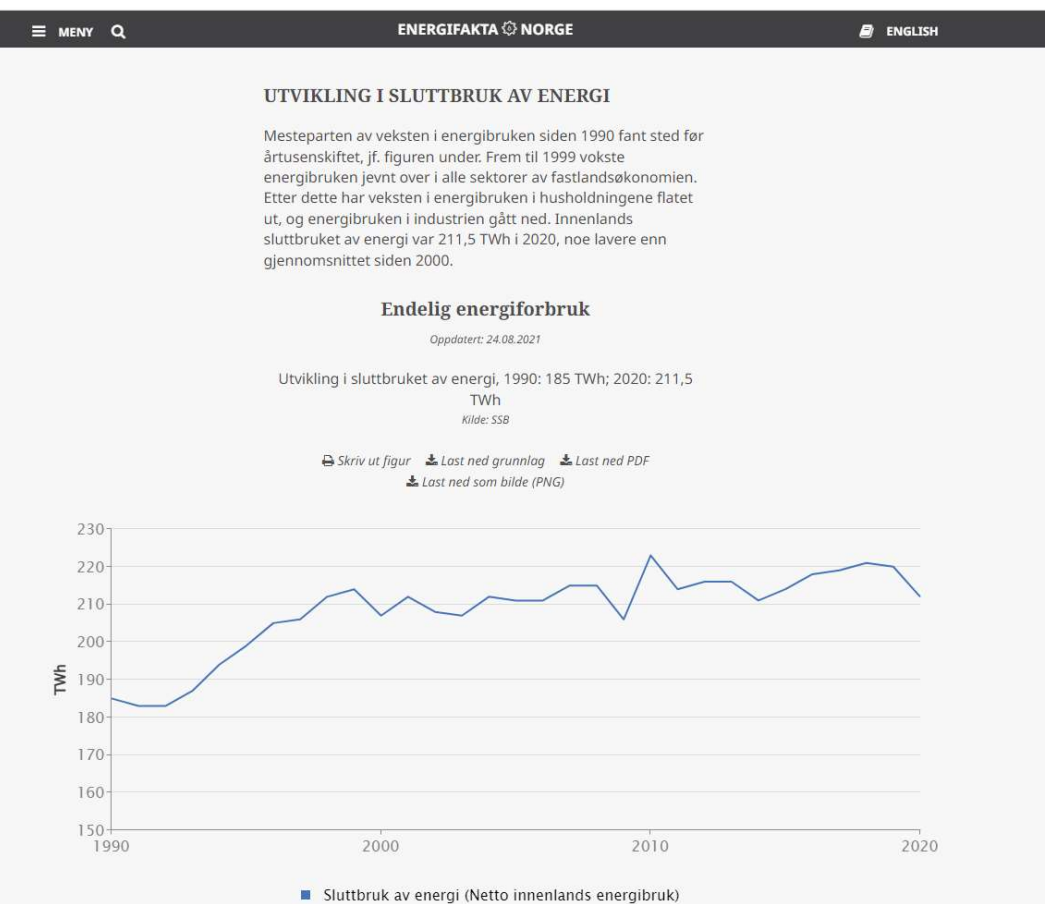 MENY
ENERGIFAKTA NORGE
ENGLISH
UTVIKLING I SLUTTBRUK AV ENERGI
Mesteparten av veksten i energibruken siden 1990 fant sted før
årtusenskiftet, jf. figuren under. Frem til 1999 vokste
energibruken jevnt over i alle sektorer av fastlandsøkonomien.
Etter dette har veksten i energibruken i husholdningene flatet
ut, og energibruken i industrien gått ned. Innenlands
sluttbruket av energi var 211,5 TWh i 2020, noe lavere enn
gjennomsnittet siden 2000.
Endelig energiforbruk
Oppdatert: 24.08.2021
Utvikling i sluttbruket av energi, 1990: 185 TWh; 2020: 211,5
TWh
Kilde: SSB
Skriv ut figur Last ned grunnlag Last ned PDF
Last ned som bilde (PNG)
230
220
210
200
190
180
170
160
150
TWh
1990 2000 2010 2020
Sluttbruk av energi (Netto innenlands energibruk)